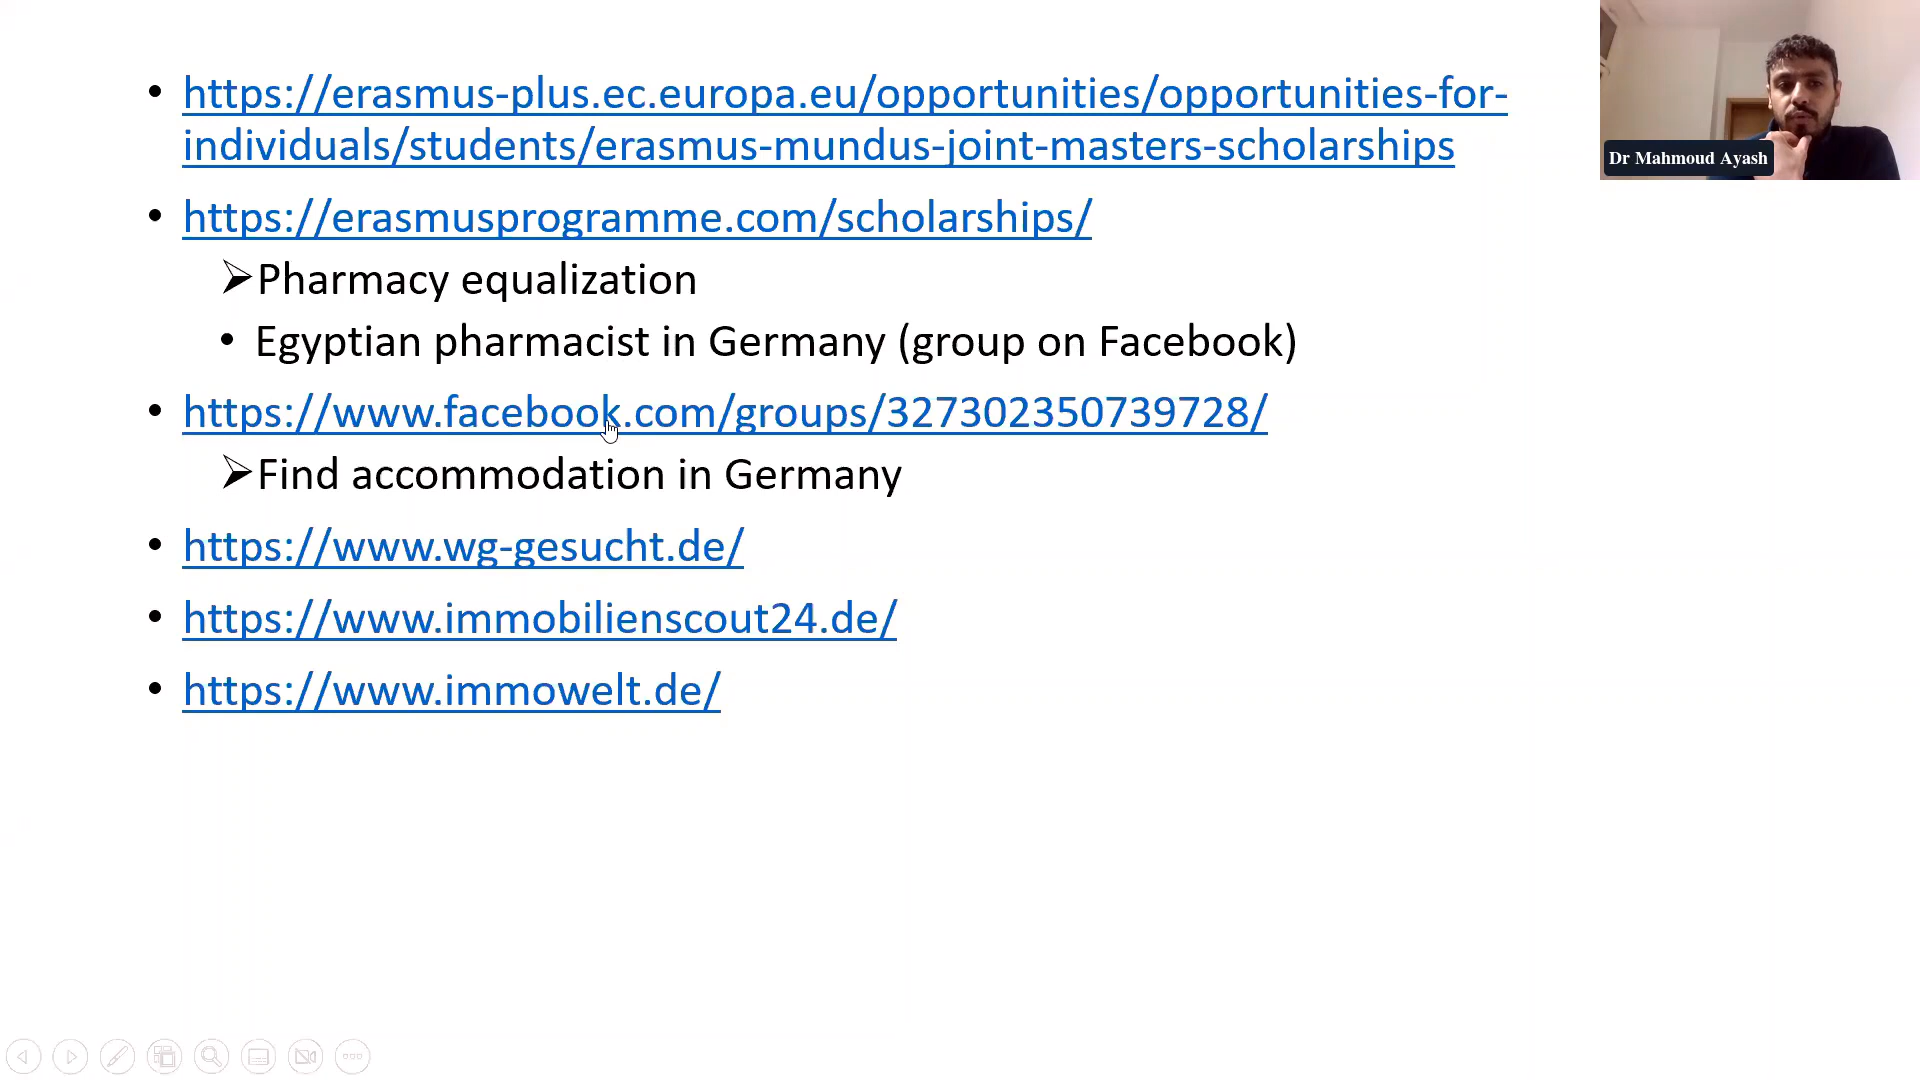 • https://erasmus-plus.ec.europa.eu/opportunities/opportunities-for-
individuals/students/erasmus-mundus-joint-masters-scholarships
• https://erasmusprogramme.com/scholarships/
➢Pharmacy equalization
• Egyptian pharmacist in Germany (group on Facebook)
• https://www.facebook.com/groups/327302350739728/
➢Find accommodation in Germany
• https://www.wg-gesucht.de/
• https://www.immobilienscout24.de/
• https://www.immowelt.de/
Dr Mahmoud Ayash